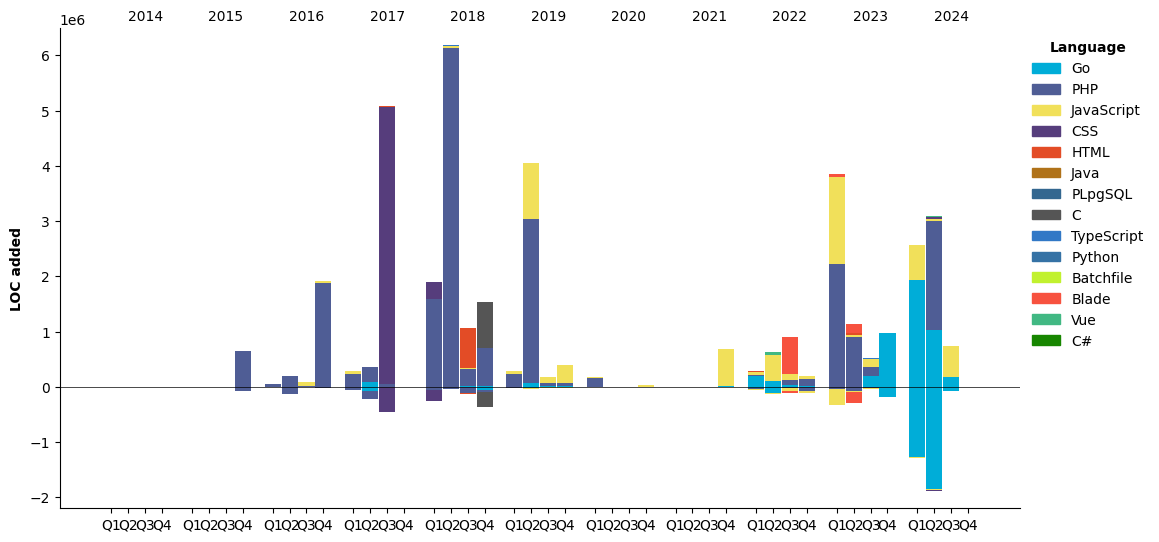 1e6
2014 2015 2016 2017 2018 2019 2020 2021 2022 2023 2024
LOC added
6
5
4
3
2
1
0
−1
−2
Q1Q2Q3Q4 Q1Q2Q3Q4 Q1Q2Q3Q4 Q1Q2Q3Q4 Q1Q2Q3Q4 Q1Q2Q3Q4 Q1Q2Q3Q4 Q1Q2Q3Q4 Q1Q2Q3Q4 Q1Q2Q3Q4 Q1Q2Q3Q4
Language
Go
PHP
JavaScript
CSS
HTML
Java
PLpgSQL
C
TypeScript
Python
Batchfile
Blade
Vue
C#